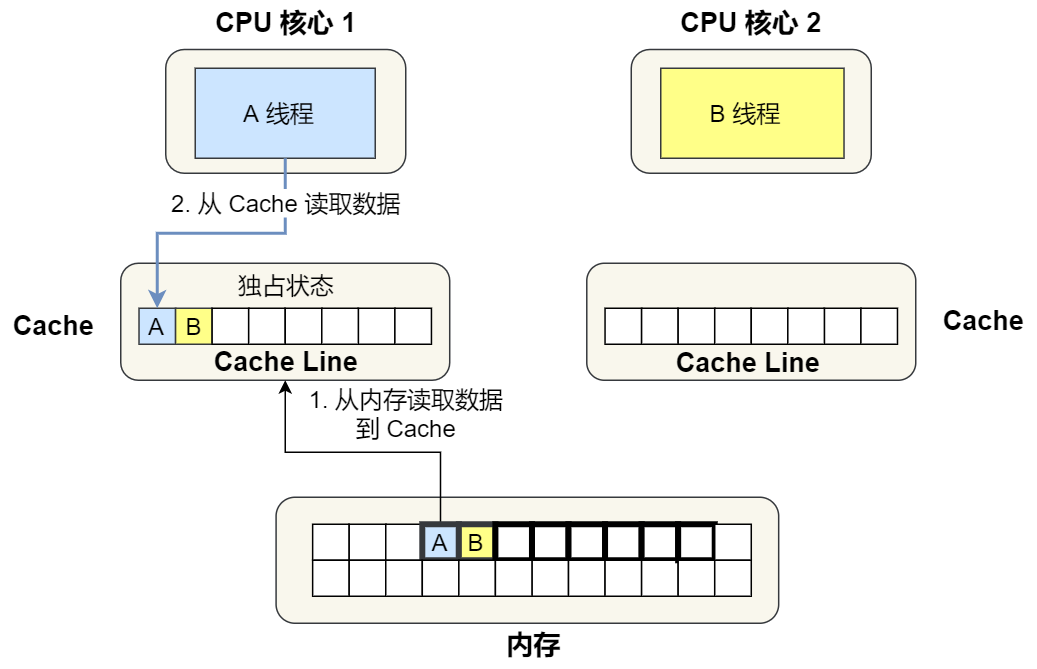 CPU 核心 1
CPU 核心 2
A 线程
B 线程
2. 从 Cache 读取数据
独占状态
Cache
A B
Cache Line
Cache Line
Cache
1. 从内存读取数据
到 Cache
A B
内存